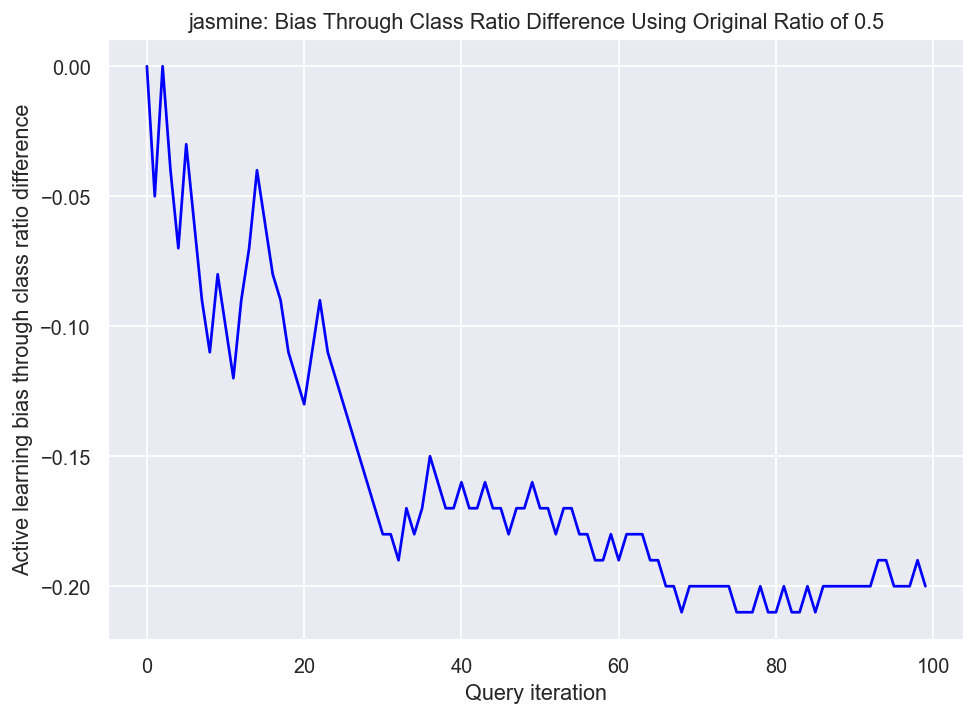 jasmine: Bias Through Class Ratio Difference Using Original Ratio of 0.5
Active learning bias through class ratio difference
0.00
−0.05
−0.10
−0.15
−0.20
0 20 40 60 80 100
Query iteration